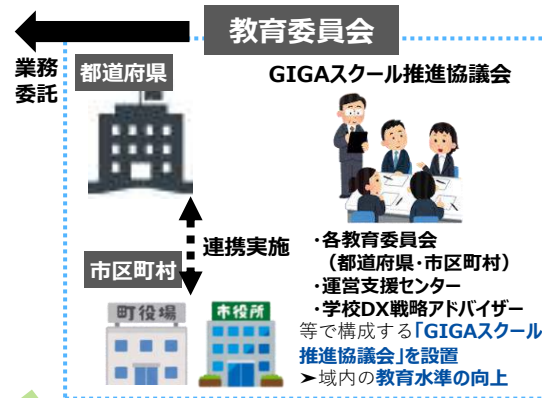 教育委員会
業務
委託
都道府県
GIGAスクール推進協議会
連携実施
市区町村
町役場
市役所
・各教育委員会
（都道府県・市区町村）
・運営支援センター
・学校DX戦略アドバイザー
等で構成する「GIGAスクール
推進協議会」を設置
➤域内の教育水準の向上